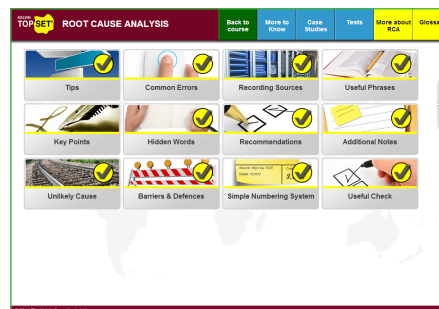 KELVIN
TOP-SET
ROOT CAUSE ANALYSIS
Back to
course
More to
Know
Case
Studies
Tests
More about
RCA
Glossa
Tips
Common Errors
Recording Sources
Useful Phrases
Key Points
Hidden Words
Recommendations
Additional Notes
Unlikely Cause
Barriers & Defences
Simple Numbering System
Useful Check